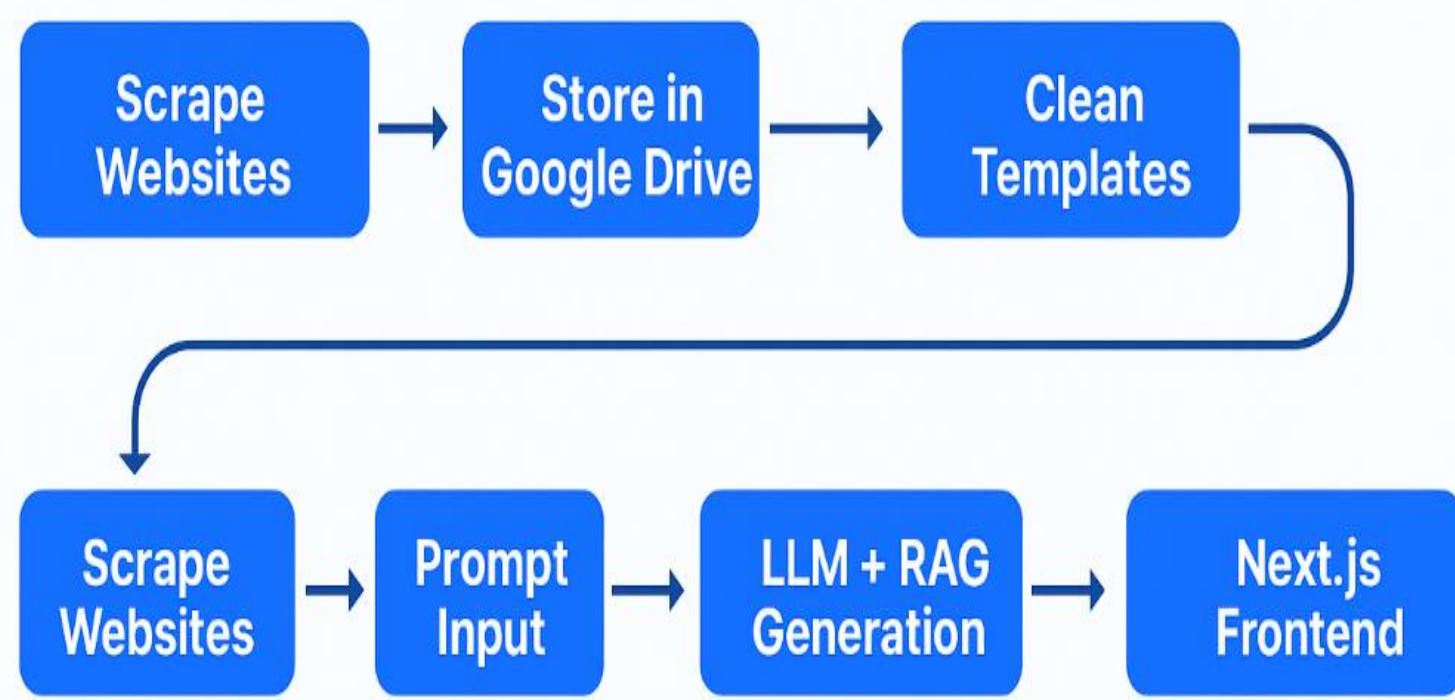 Scrape
Websites
Store in
Google Drive
Clean
Templates
Scrape
Websites
Prompt
Input
LLM + RAG
Generation
Next.js
Frontend